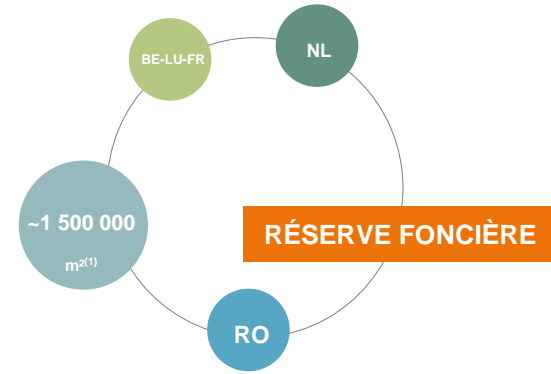 NL
BE-LU-FR
~1 500 000
m²⁽¹⁾
RÉSERVE FONCIÈRE
RO